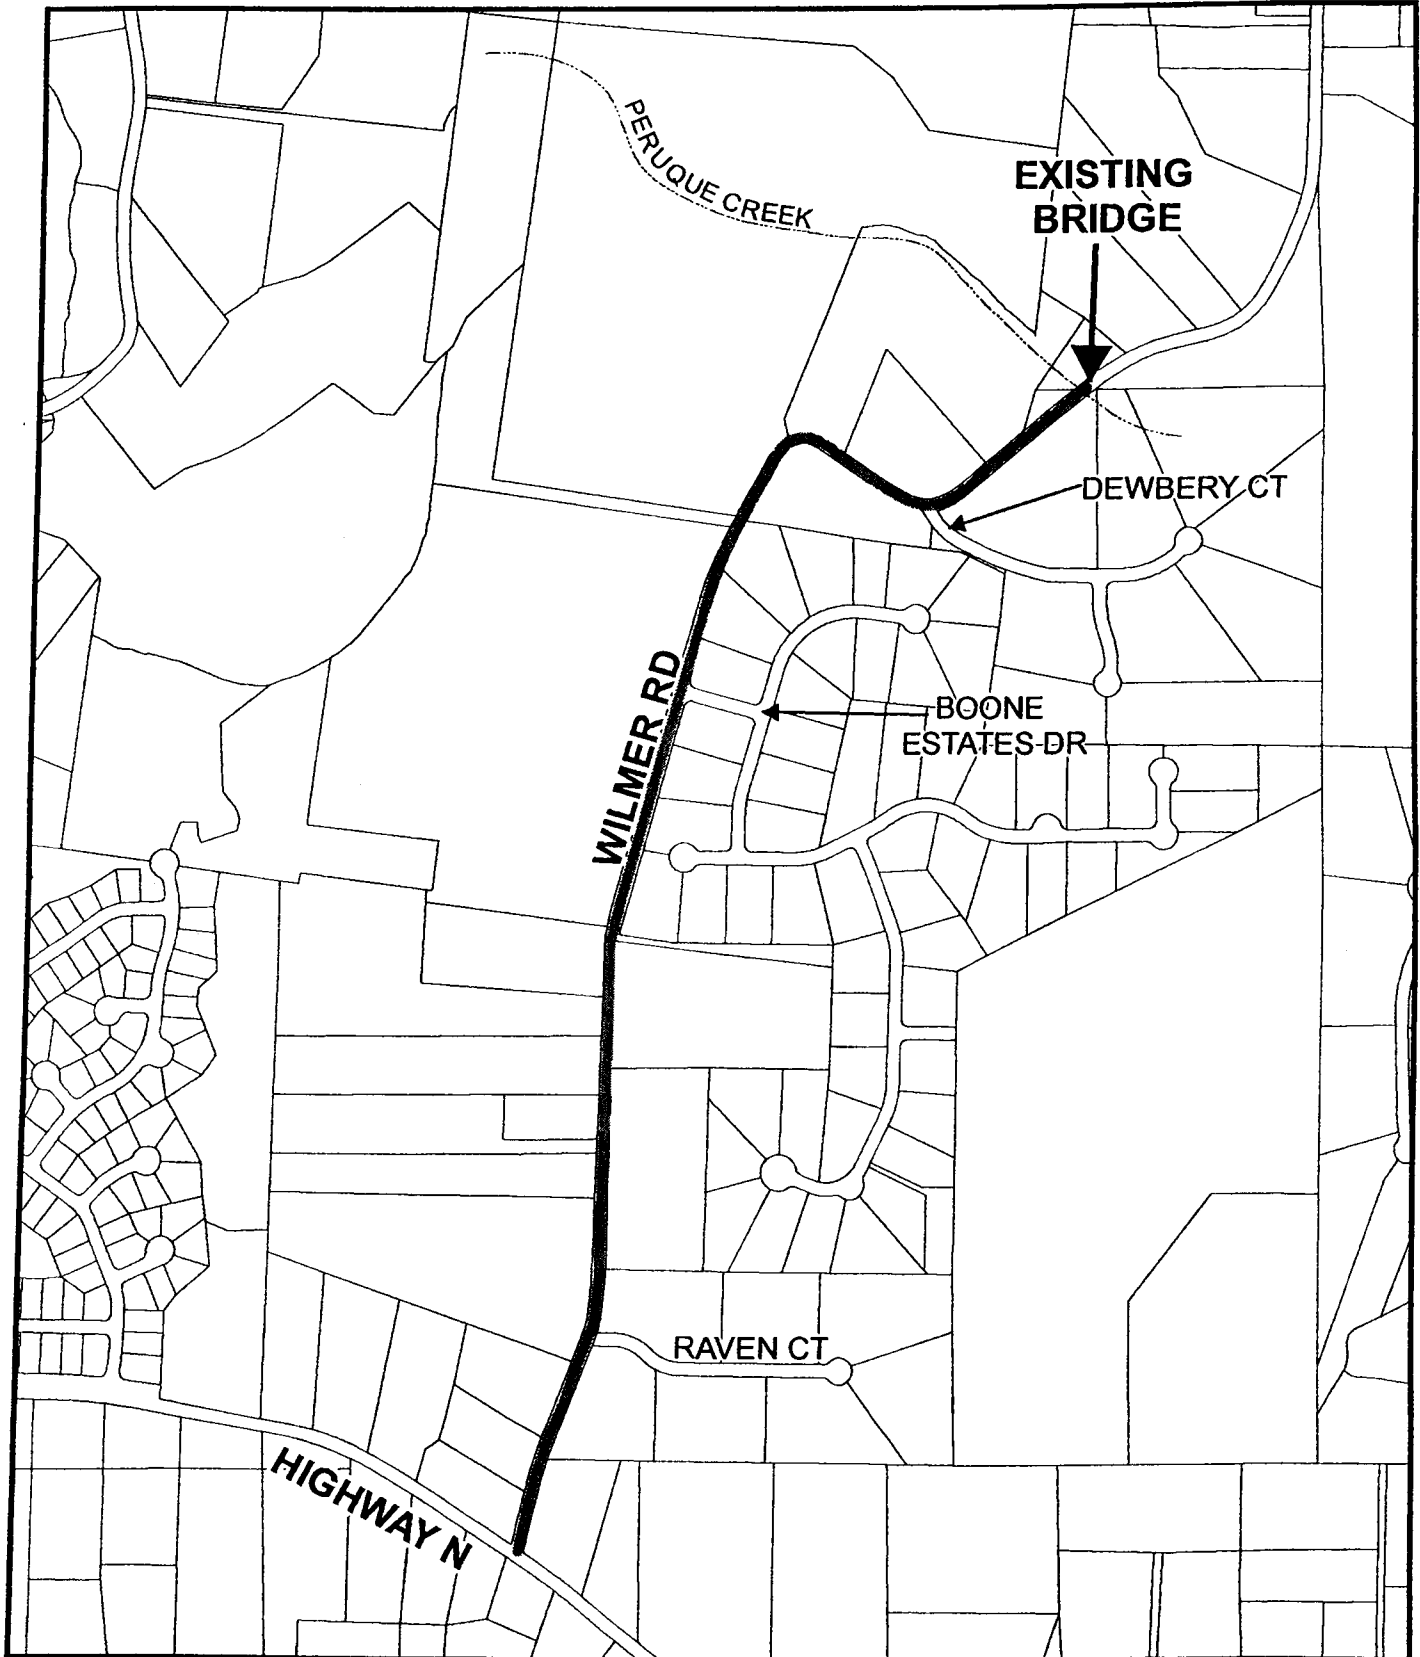 PERUQUE CREEK
EXISTING
BRIDGE
DEWBERY CT
WILMER RD
BOONE
ESTATES DR
RAVEN CT
HIGHWAY N